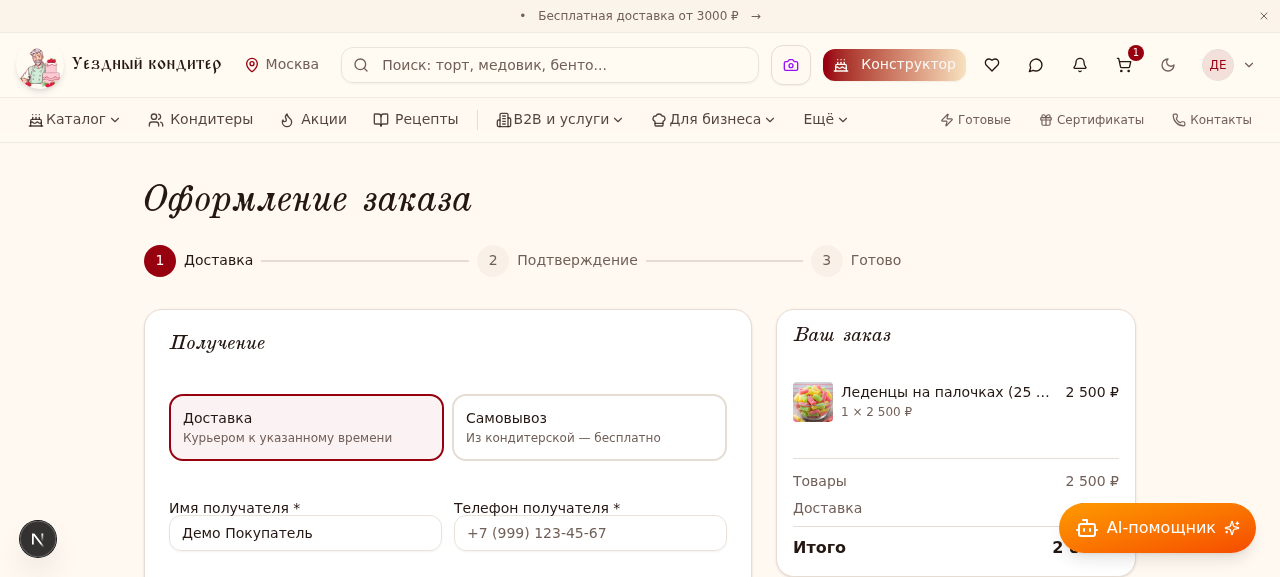 • Бесплатная доставка от 3000 ₽ →
Уездный кондитер
Москва
Поиск: торт, медовик, бенто...
Конструктор
1
ДЕ
Каталог
Кондитеры
Акции
Рецепты
B2B и услуги
Для бизнеса
Ещё
Готовые
Сертификаты
Контакты
Оформление заказа
1 Доставка
2 Подтверждение
3 Готово
Получение
Доставка
Курьером к указанному времени
Самовывоз
Из кондитерской — бесплатно
Имя получателя *
Демо Покупатель
Телефон получателя *
+7 (999) 123-45-67
Ваш заказ
Леденцы на палочках (25 ... 2 500 ₽
1 × 2 500 ₽
Товары 2 500 ₽
Доставка
Итого
AI-помощник
N